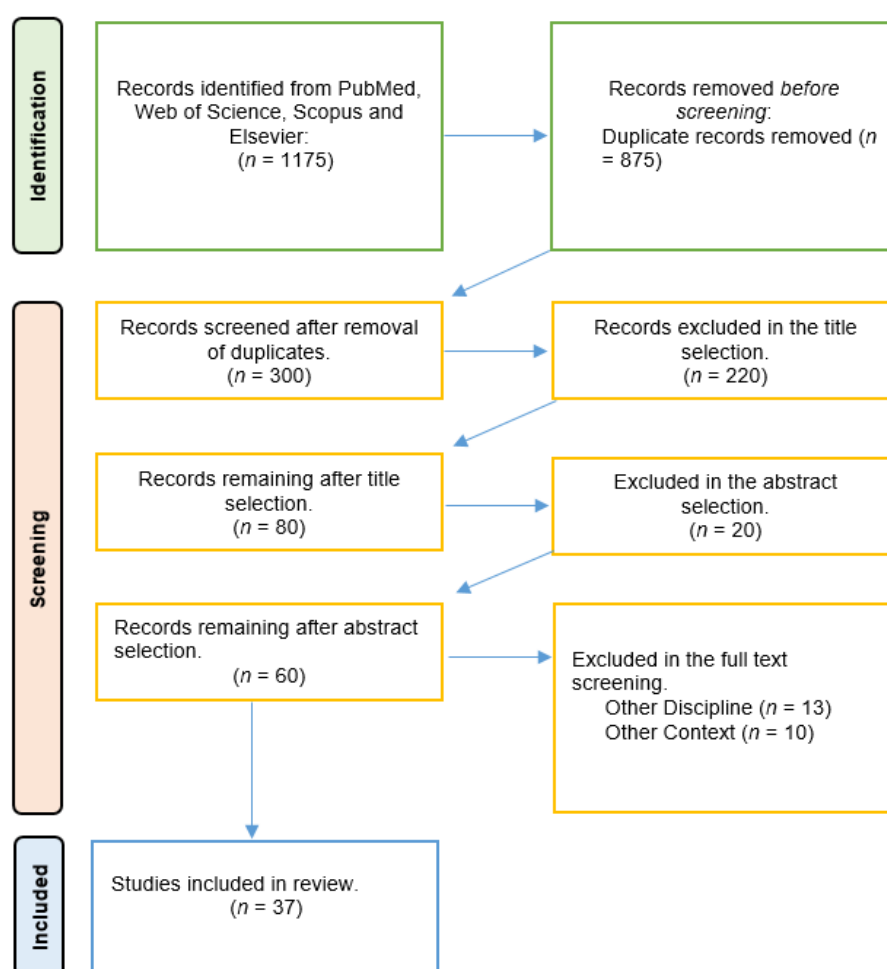 Identification
Records identified from PubMed,
Web of Science, Scopus and
Elsevier:
(n = 1175)
Records removed before
screening:
Duplicate records removed (n
= 875)
Screening
Records screened after removal
of duplicates.
(n = 300)
Records excluded in the title
selection.
(n = 220)
Records remaining after title
selection.
(n = 80)
Excluded in the abstract
selection.
(n = 20)
Records remaining after abstract
selection.
(n = 60)
Excluded in the full text
screening.
Other Discipline (n = 13)
Other Context (n = 10)
Included
Studies included in review.
(n = 37)